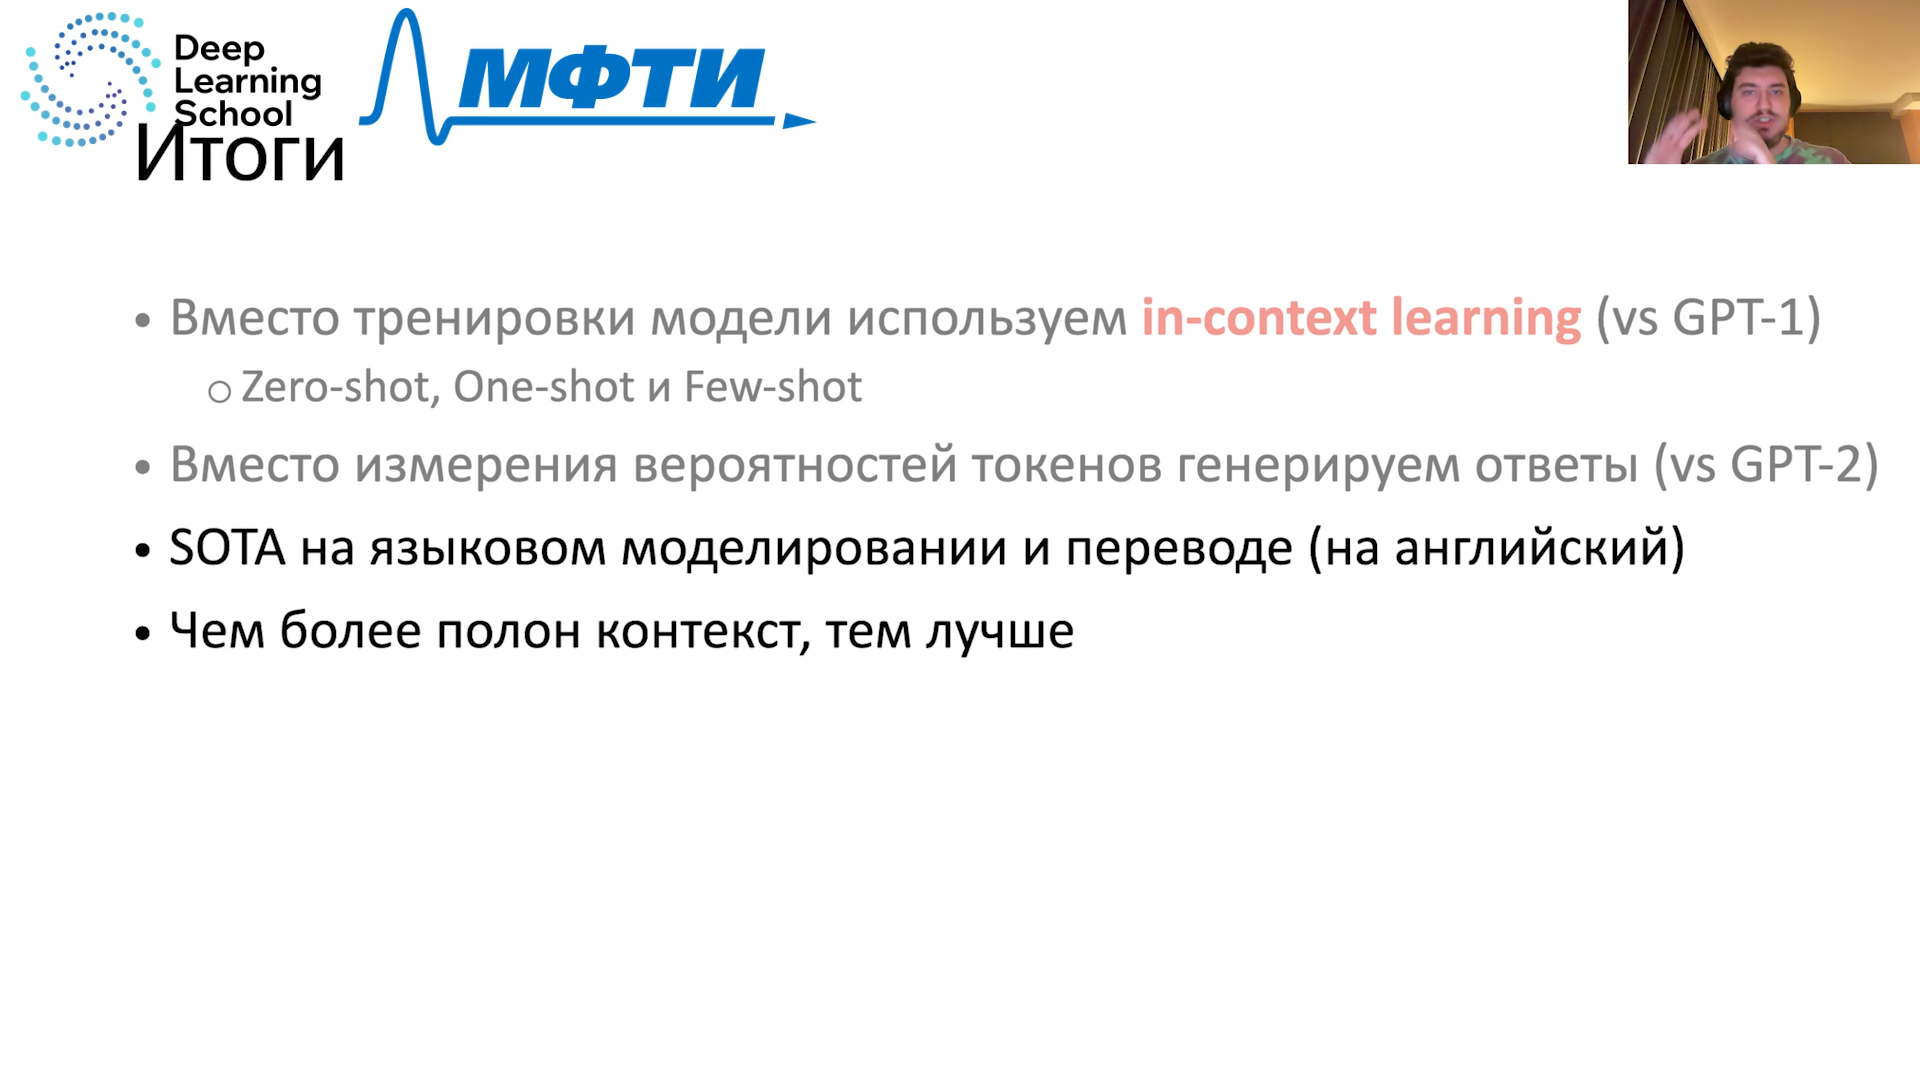 Deep
Learning
School
МФТИ
Итоги
• Вместо тренировки модели используем in-context learning (vs GPT-1)
○ Zero-shot, One-shot и Few-shot
• Вместо измерения вероятностей токенов генерируем ответы (vs GPT-2)
• SOTA на языковом моделировании и переводе (на английский)
• Чем более полон контекст, тем лучше